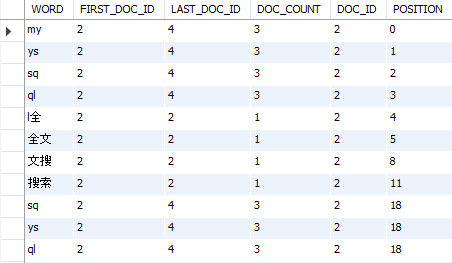 WORD FIRST_DOC_ID LAST_DOC_ID DOC_COUNT DOC_ID POSITION
my 2 4 3 2 0
ys 2 4 3 2 1
sq 2 4 3 2 2
ql 2 4 3 2 3
l全 2 2 1 2 4
全文 2 2 1 2 5
文搜 2 2 1 2 8
搜索 2 2 1 2 11
sq 2 4 3 2 18
ys 2 4 3 2 18
ql 2 4 3 2 18